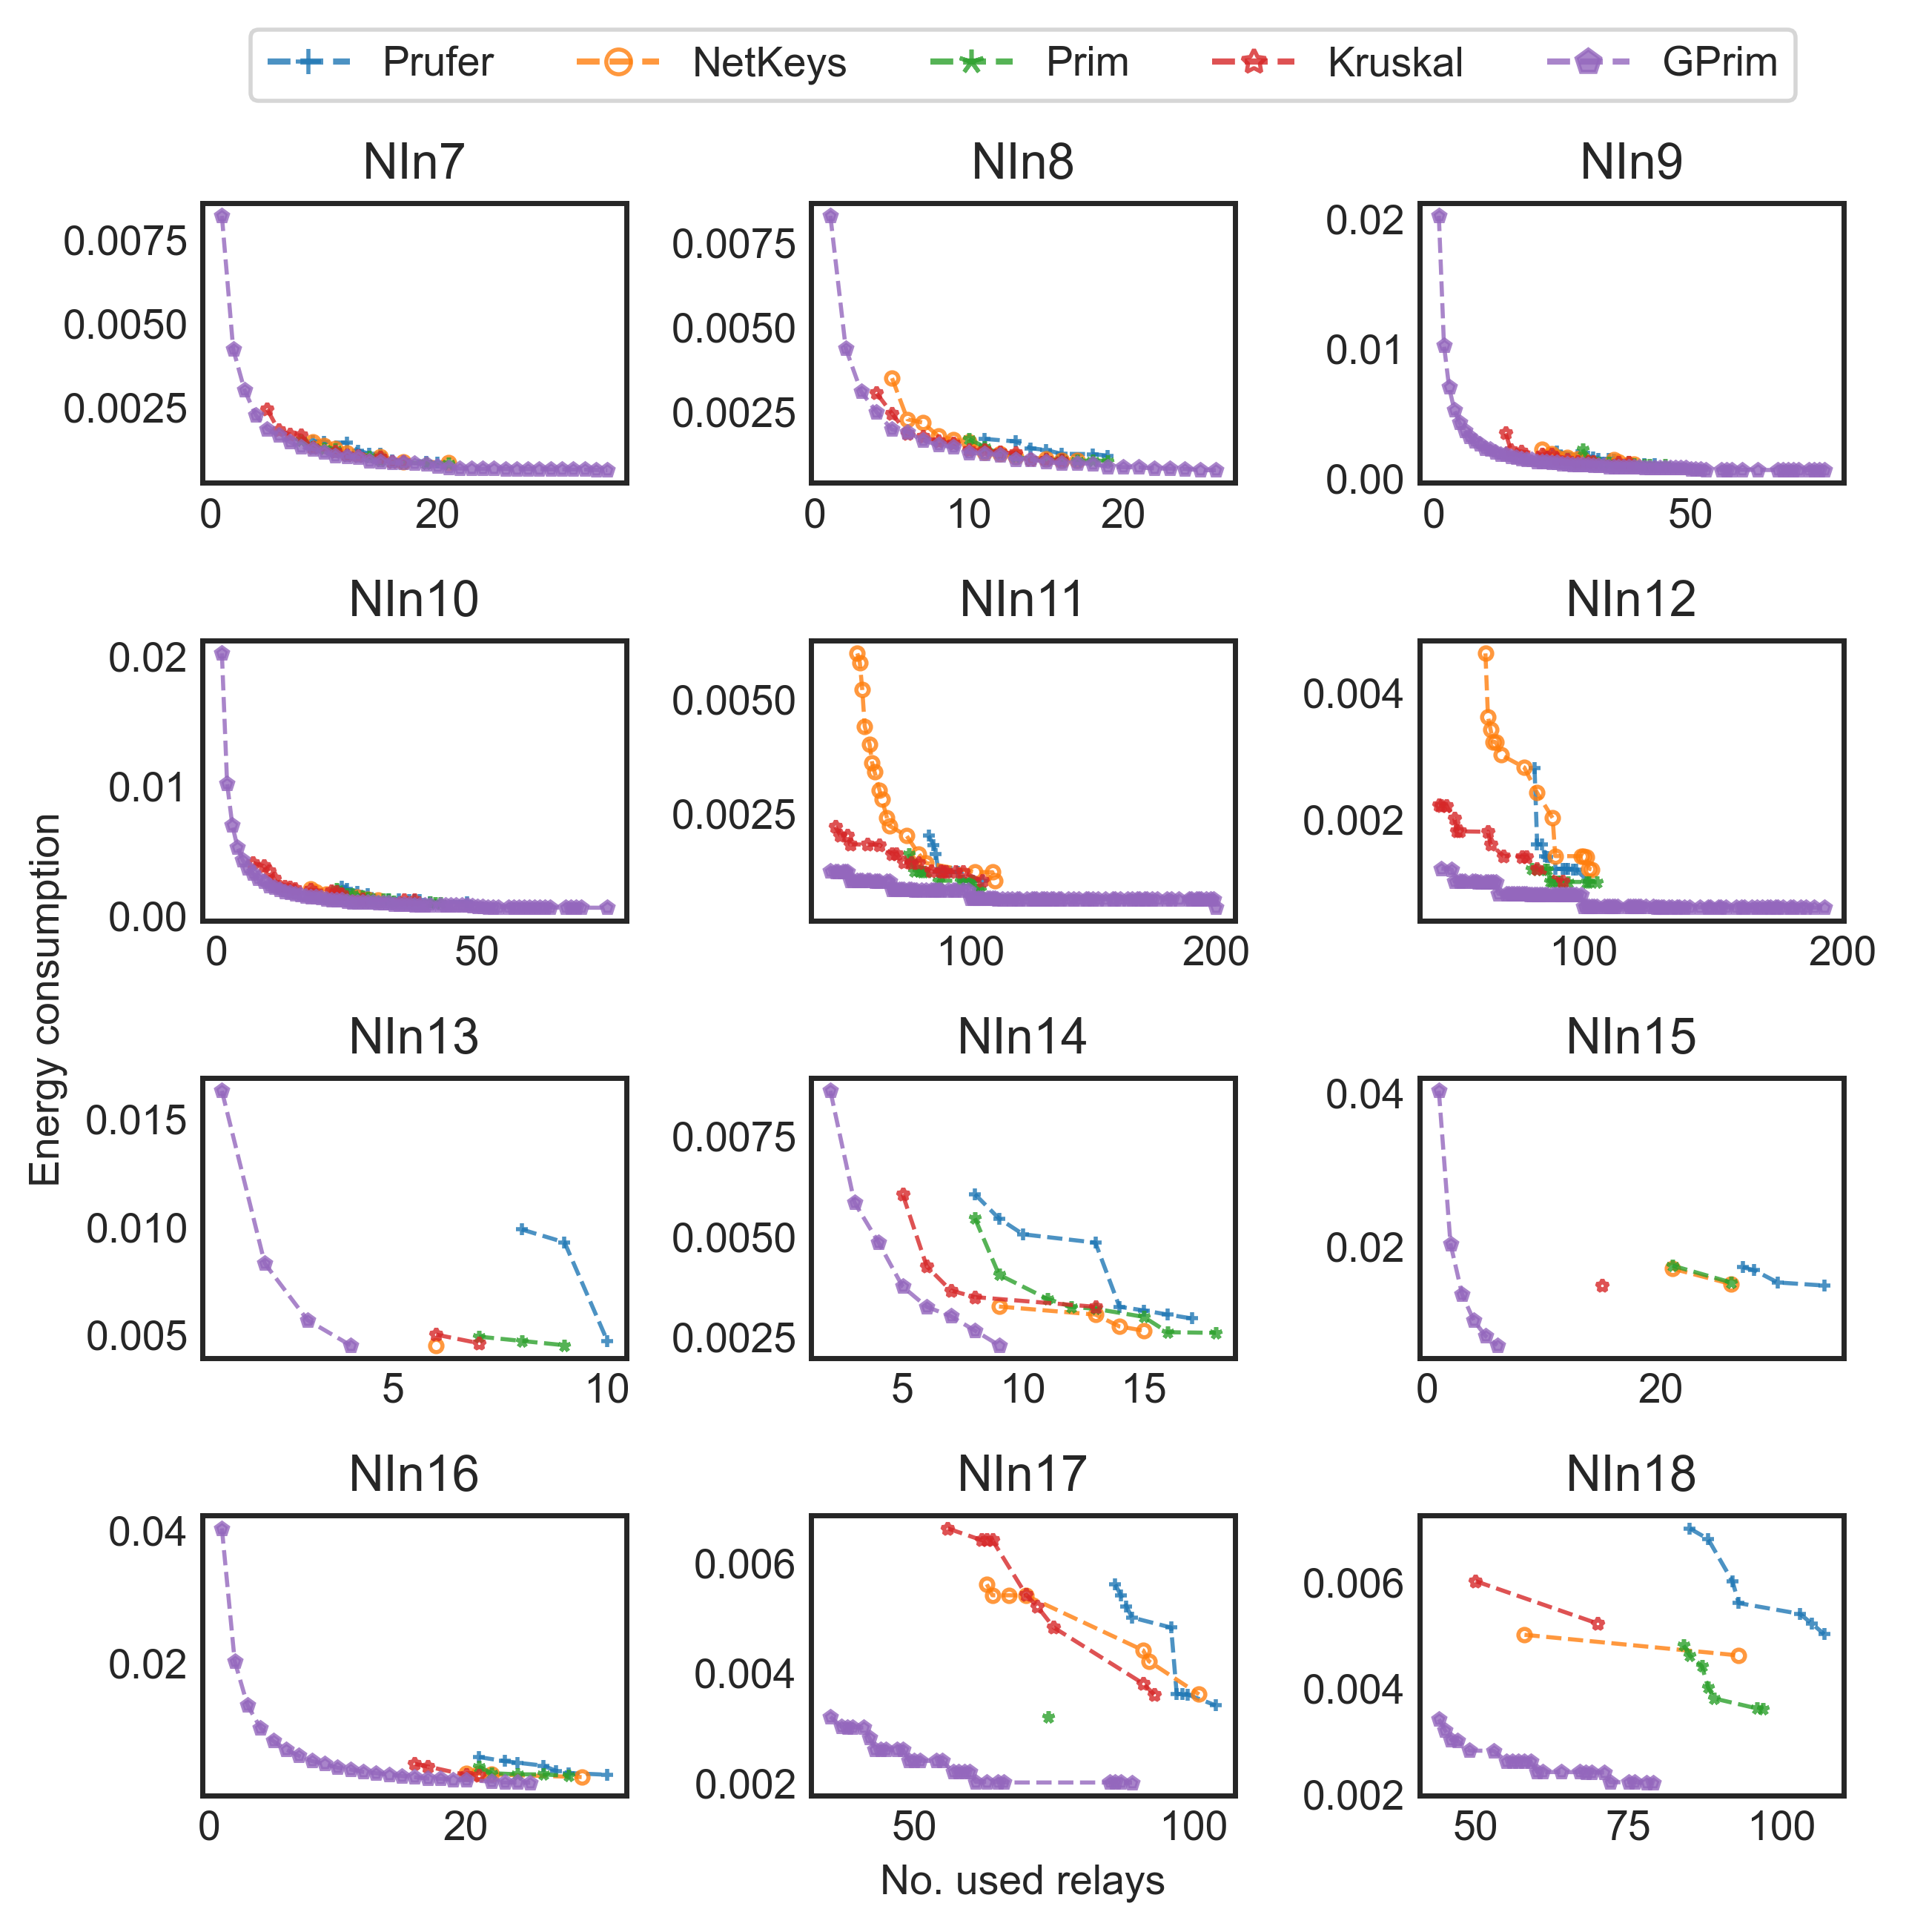 Prufer NetKeys Prim Kruskal GPrim
NIn7 NIn8 NIn9
0.0075 0.0075 0.02
0.0050 0.0050 0.01
0.0025 0.0025 0.00
0 20 0 10 20 0 50
NIn10 NIn11 NIn12
0.02 0.0050 0.004
0.01 0.0025 0.002
0.00
0 50 100 200 100 200
Energy consumption
NIn13 NIn14 NIn15
0.015 0.0075 0.04
0.010 0.0050 0.02
0.005 0.0025
5 10 5 10 15 0 20
NIn16 NIn17 NIn18
0.04 0.006 0.006
0.02 0.004 0.004
0.002 0.002
0 20 50 100 50 75 100
No. used relays